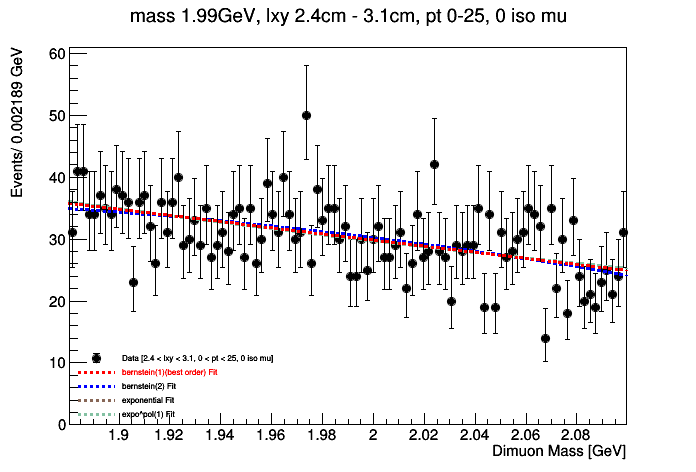 mass 1.99GeV, lxy 2.4cm - 3.1cm, pt 0-25, 0 iso mu
Events/ 0.002189 GeV
60
50
40
30
20
10
0
Data [2.4 < lxy < 3.1, 0 < pt < 25, 0 iso mu]
bernstein(1)(best order) Fit
bernstein(2) Fit
exponential Fit
expo^pol(1) Fit
1.9 1.92 1.94 1.96 1.98 2 2.02 2.04 2.06 2.08
Dimuon Mass [GeV]